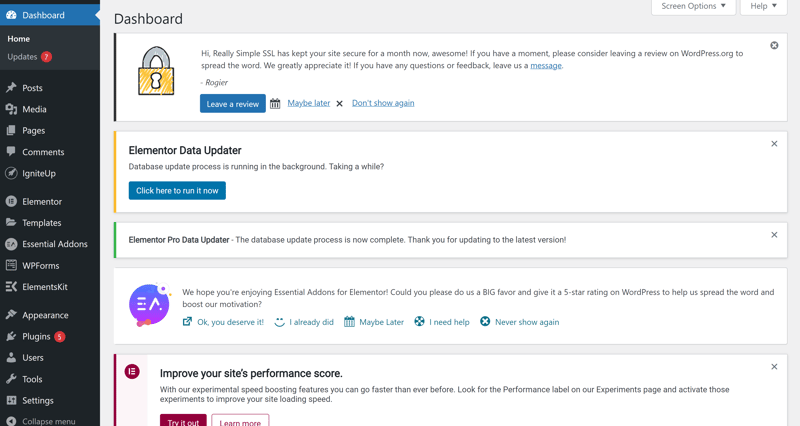 Dashboard
Home
Updates 7
Posts
Media
Pages
Comments
IgniteUp
Elementor
Templates
Essential Addons
WPForms
ElementsKit
Appearance
Plugins 5
Users
Tools
Settings
Collapse menu
Screen Options
Help
Dashboard
Hi, Really Simple SSL has kept your site secure for a month now, awesome! If you have a moment, please consider leaving a review on WordPress.org to
spread the word. We greatly appreciate it! If you have any questions or feedback, leave us a message.
- Rogier
Leave a review Maybe later Don't show again
Elementor Data Updater
Database update process is running in the background. Taking a while?
Click here to run it now
Elementor Pro Data Updater - The database update process is now complete. Thank you for updating to the latest version!
EA
We hope you're enjoying Essential Addons for Elementor! Could you please do us a BIG favor and give it a 5-star rating on WordPress to help us spread the word and
boost our motivation?
Ok, you deserve it! I already did Maybe Later I need help Never show again
Improve your site's performance score.
With our experimental speed boosting features you can go faster than ever before. Look for the Performance label on our Experiments page and activate those
experiments to improve your site loading speed.
Try it out Learn more